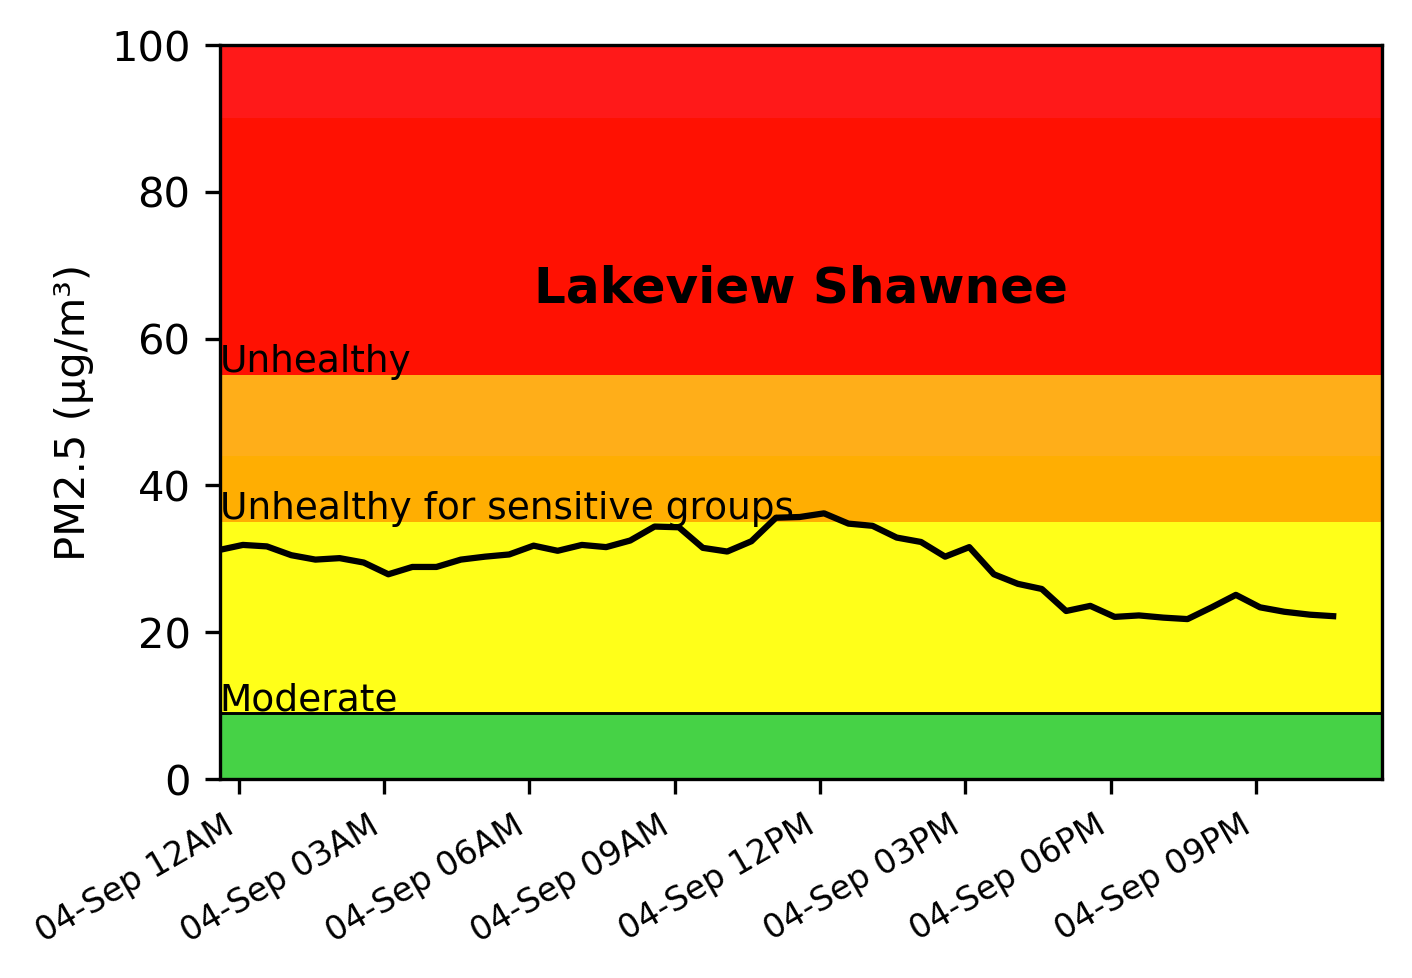 100
80
60
40
20
0
PM2.5 (µg/m³)
Lakeview Shawnee
Unhealthy
Unhealthy for sensitive groups
Moderate
04-Sep 12AM
04-Sep 03AM
04-Sep 06AM
04-Sep 09AM
04-Sep 12PM
04-Sep 03PM
04-Sep 06PM
04-Sep 09PM